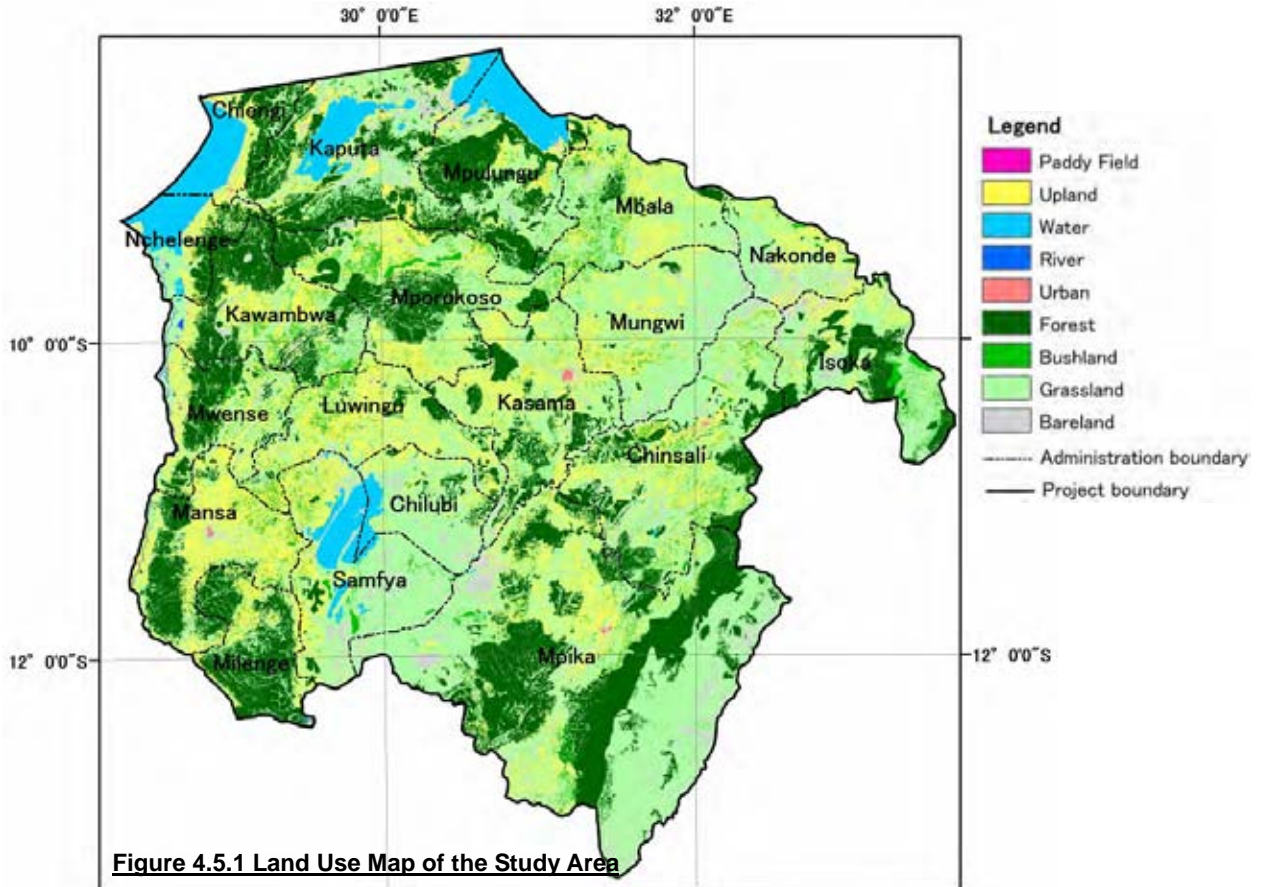 30° 0'0"E 32° 0'0"E
Chiengi
Kaputa
Mpulungu
Mbala
Nchelenge
Nakonde
Mporokoso
Kawambwa
Mungwi
10° 0'0"S
Isoka
Mwense
Luwingu
Kasama
Chinsali
Mansa
Chilubi
Samfya
12° 0'0"S
Milenge
Mpika
12° 0'0"S
Legend
Paddy Field
Upland
Water
River
Urban
Forest
Bushland
Grassland
Bareland
Administration boundary
Project boundary
Figure 4.5.1 Land Use Map of the Study Area